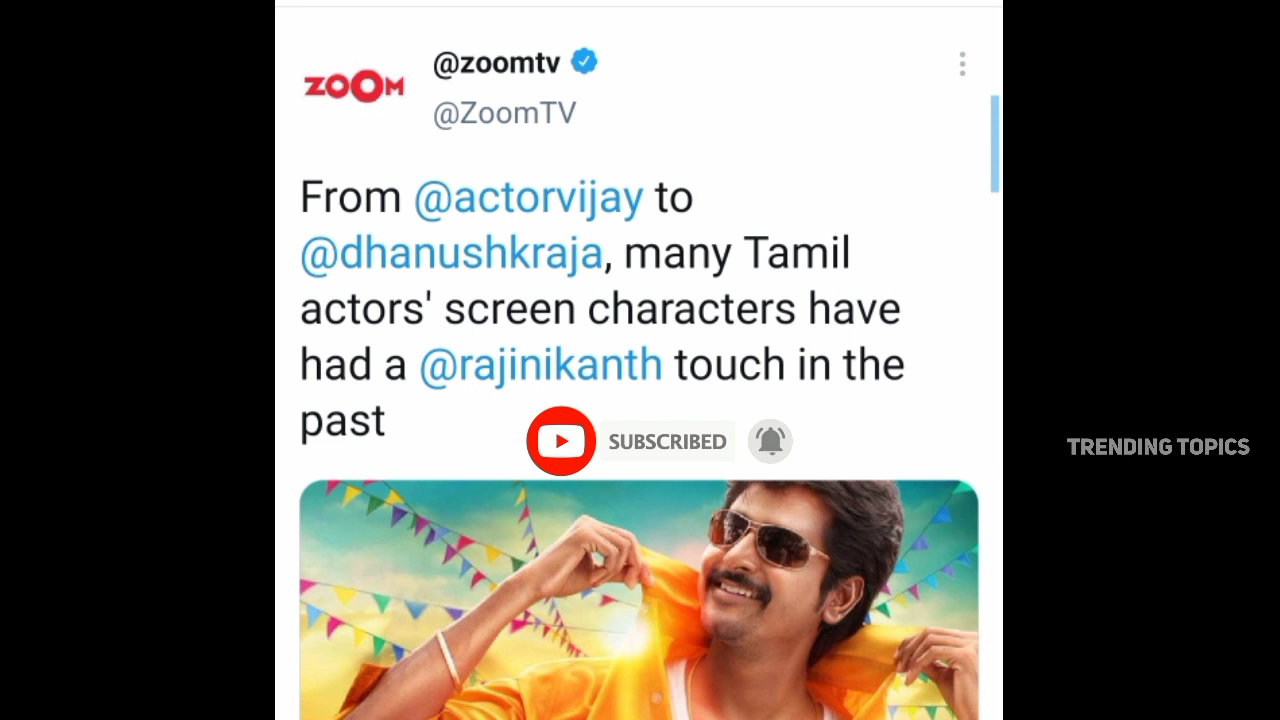 ZOOM
@zoomtv
@ZoomTV
From @actorvijay to
@dhanushkraja, many Tamil
actors' screen characters have
had a @rajinikanth touch in the
past
SUBSCRIBED
TRENDING TOPICS